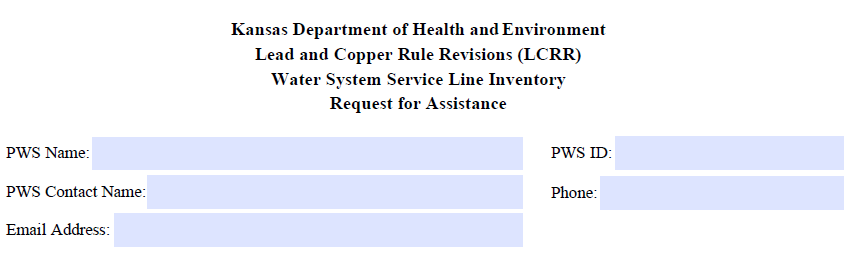 Kansas Department of Health and Environment
Lead and Copper Rule Revisions (LCRR)
Water System Service Line Inventory
Request for Assistance
PWS Name:
PWS ID:
PWS Contact Name:
Phone:
Email Address: